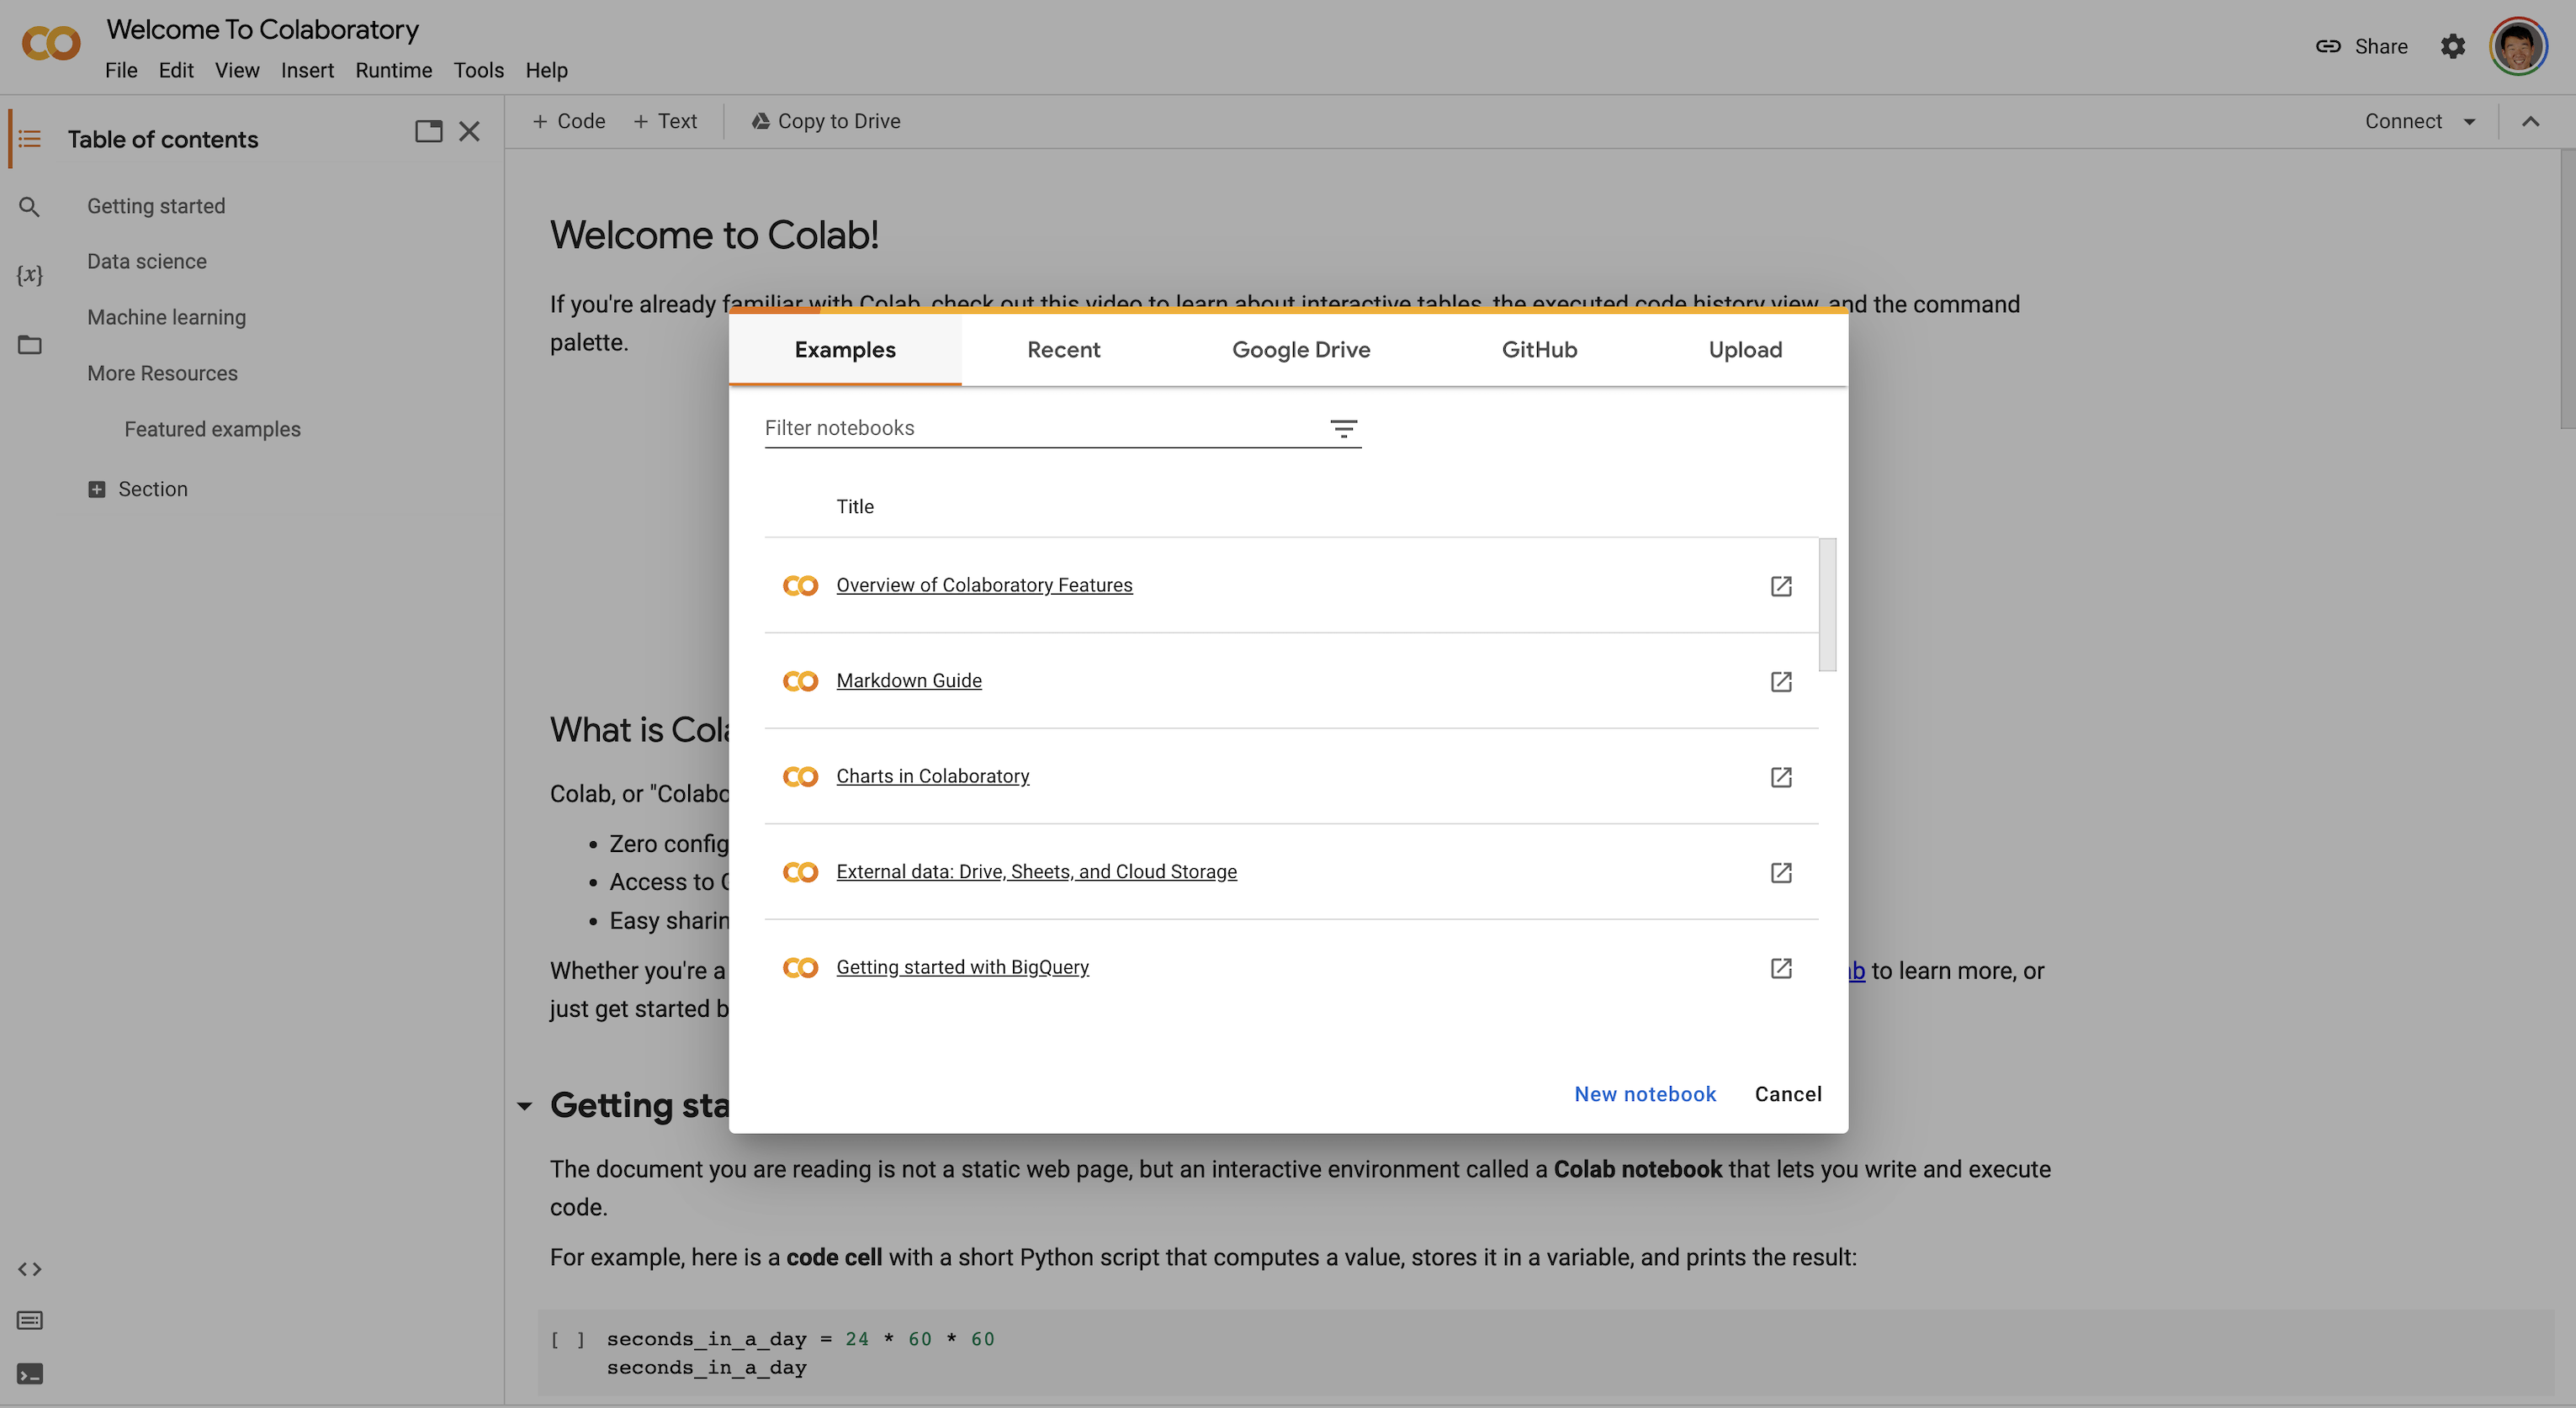 Welcome To Colaboratory
File Edit View Insert Runtime Tools Help
Share
Table of contents
Getting started
Data science
Machine learning
More Resources
Featured examples
Section
+ Code + Text Copy to Drive
Connect
Welcome to Colab!
If you're already familiar with Colab, check out this video to learn about interactive tables, the executed code history view, and the command
palette.
Examples Recent Google Drive GitHub Upload
Filter notebooks
Title
Overview of Colaboratory Features
Markdown Guide
Charts in Colaboratory
External data: Drive, Sheets, and Cloud Storage
Getting started with BigQuery
New notebook Cancel
What is Cola
Colab, or "Colabo
• Zero config
• Access to G
• Easy sharin
Whether you're a
b to learn more, or
just get started b
Getting sta
The document you are reading is not a static web page, but an interactive environment called a Colab notebook that lets you write and execute
code.
For example, here is a code cell with a short Python script that computes a value, stores it in a variable, and prints the result:
[ ] seconds_in_a_day = 24 * 60 * 60
seconds_in_a_day